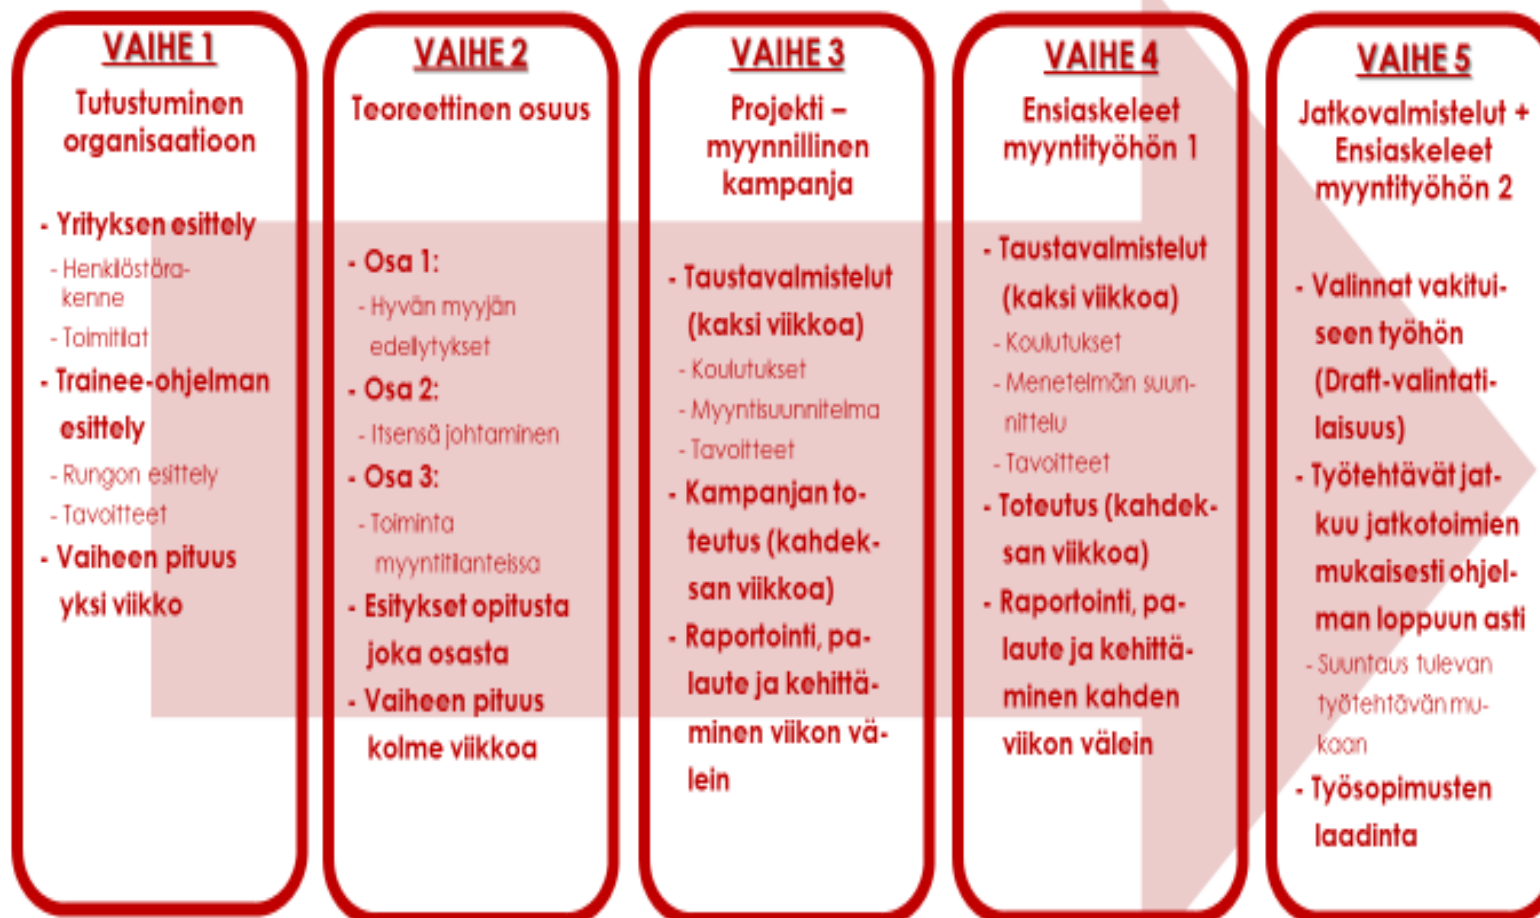 VAIHE 1
Tutustuminen
organisaatioon
- Yrityksen esittely
- Henkilöstöra-
kenne
- Toimitilat
- Trainee-ohjelman
esittely
- Rungon esittely
- Tavoitteet
- Vaiheen pituus
yksi viikko
VAIHE 2
Teoreettinen osuus
- Osa 1:
- Hyvän myyjän
edellytykset
- Osa 2:
- Itsensä johtaminen
- Osa 3:
- Toiminta
myyntitilanteissa
- Esitykset opitusta
joka osasta
- Vaiheen pituus
kolme viikkoa
VAIHE 3
Projekti –
myynnillinen
kampanja
- Taustavalmistelut
(kaksi viikkoa)
- Koulutukset
- Myyntisuunnitelma
- Tavoitteet
- Kampanjan to-
teutus (kahdek-
san viikkoa)
- Raportointi, pa-
laute ja kehittä-
minen viikon vä-
lein
VAIHE 4
Ensiaskeleet
myyntityöhön 1
- Taustavalmistelut
(kaksi viikkoa)
- Koulutukset
- Menetelmän suun-
nittelu
- Tavoitteet
- Toteutus (kahdek-
san viikkoa)
- Raportointi, pa-
laute ja kehittä-
minen kahden
viikon välein
VAIHE 5
Jatkovalmistelut +
Ensiaskeleet
myyntityöhön 2
- Valinnat vakitui-
seen työhön
(Draft-valintati-
laisuus)
- Työtehtävät jat-
kuu jatkotoimien
mukaisesti ohjel-
man loppuun asti
- Suuntaus tulevan
työtehtävän mu-
kaan
- Työsopimusten
laadinta